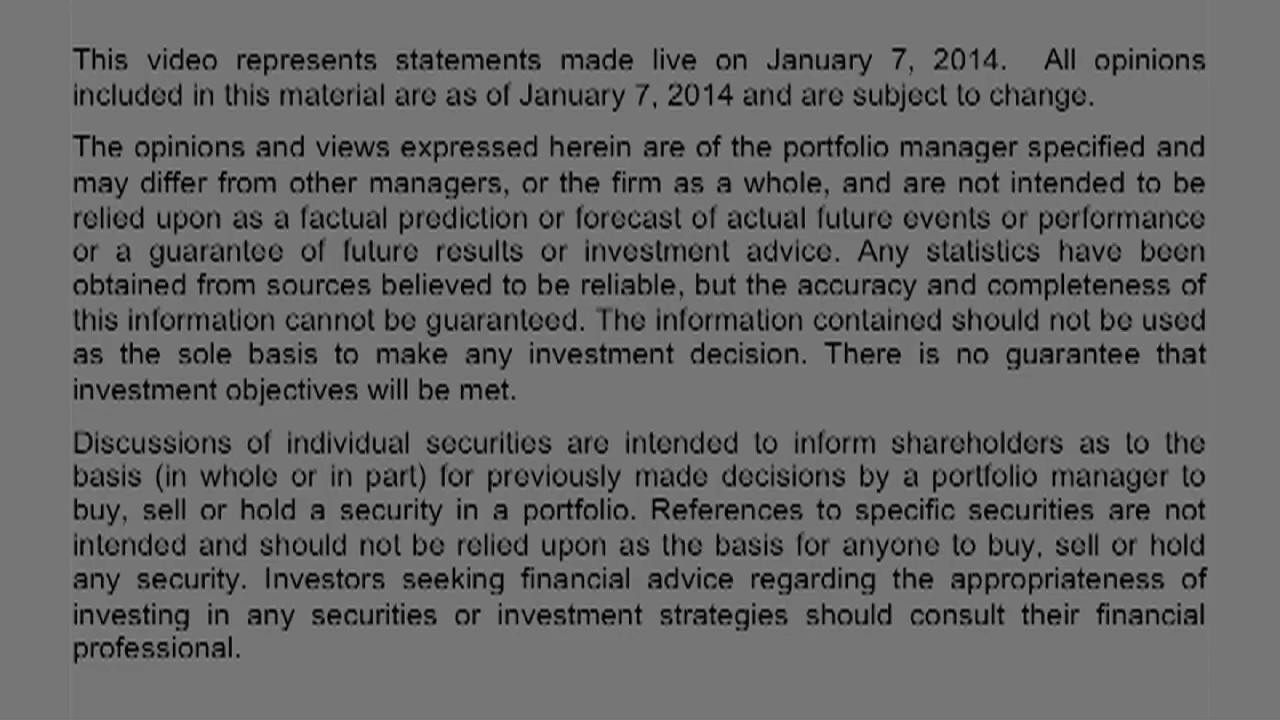 This video represents statements made live on January 7, 2014. All opinions
included in this material are as of January 7, 2014 and are subject to change.
The opinions and views expressed herein are of the portfolio manager specified and
may differ from other managers, or the firm as a whole, and are not intended to be
relied upon as a factual prediction or forecast of actual future events or performance
or a guarantee of future results or investment advice. Any statistics have been
obtained from sources believed to be reliable, but the accuracy and completeness of
this information cannot be guaranteed. The information contained should not be used
as the sole basis to make any investment decision. There is no guarantee that
investment objectives will be met.
Discussions of individual securities are intended to inform shareholders as to the
basis (in whole or in part) for previously made decisions by a portfolio manager to
buy, sell or hold a security in a portfolio. References to specific securities are not
intended and should not be relied upon as the basis for anyone to buy, sell or hold
any security. Investors seeking financial advice regarding the appropriateness of
investing in any securities or investment strategies should consult their financial
professional.